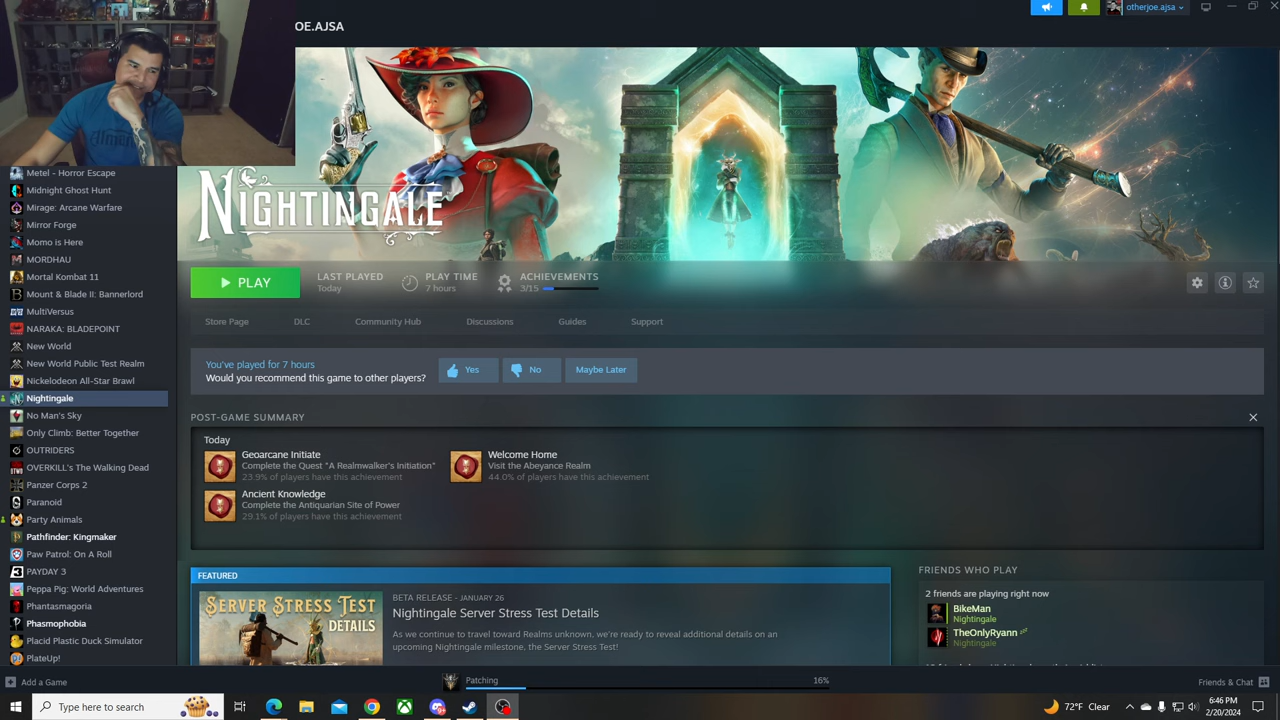 OE.AJSA
otherjoe.ajsa
NIGHTINGALE
PLAY
LAST PLAYED
Today
PLAY TIME
7 hours
ACHIEVEMENTS
3/15
Store Page
DLC
Community Hub
Discussions
Guides
Support
You've played for 7 hours
Would you recommend this game to other players?
Yes
No
Maybe Later
POST-GAME SUMMARY
Today
Geoarcane Initiate
Complete the Quest "A Realmwalker's Initiation"
23.9% of players have this achievement
Welcome Home
Visit the Abeyance Realm
44.0% of players have this achievement
Ancient Knowledge
Complete the Antiquarian Site of Power
29.1% of players have this achievement
FEATURED
SERVER STRESS TEST
DETAILS
BETA RELEASE - JANUARY 26
Nightingale Server Stress Test Details
As we continue to travel toward Realms unknown, we're ready to reveal additional details on an
upcoming Nightingale milestone, the Server Stress Test!
FRIENDS WHO PLAY
2 friends are playing right now
BikeMan
Nightingale
TheOnlyRyann
Nightingale
Metel - Horror Escape
Midnight Ghost Hunt
Mirage: Arcane Warfare
Mirror Forge
Momo is Here
MORDHAU
Mortal Kombat 11
Mount & Blade II: Bannerlord
MultiVersus
NARAKA: BLADEPOINT
New World
New World Public Test Realm
Nickelodeon All-Star Brawl
Nightingale
No Man's Sky
Only Climb: Better Together
OUTRIDERS
OVERKILL's The Walking Dead
Panzer Corps 2
Paranoid
Party Animals
Pathfinder: Kingmaker
Paw Patrol: On A Roll
PAYDAY 3
Peppa Pig: World Adventures
Phantasmagoria
Phasmophobia
Placid Plastic Duck Simulator
PlateUp!
Add a Game
Patching
16%
Friends & Chat
Type here to search
72°F Clear
6:46 PM
2/20/2024